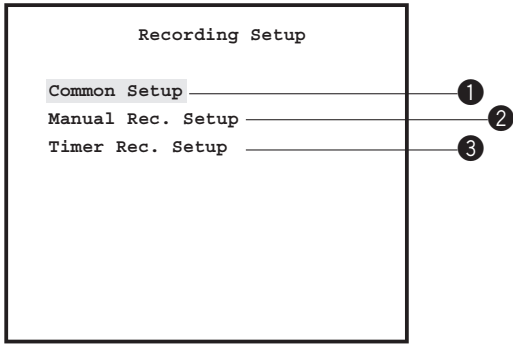 Recording Setup
Common Setup 1
Manual Rec. Setup 2
Timer Rec. Setup 3